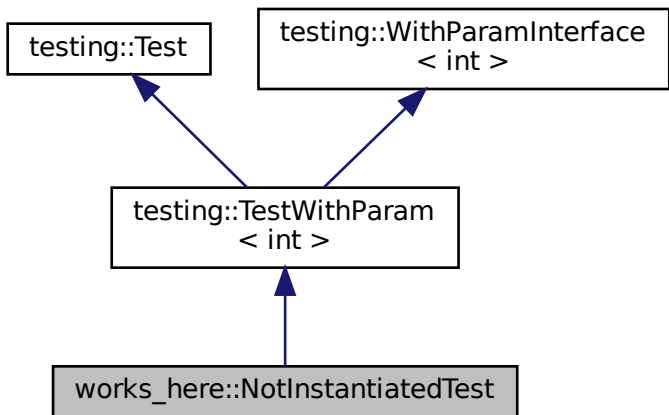 testing::Test
testing::WithParamInterface
< int >
testing::TestWithParam
< int >
works_here::NotInstantiatedTest